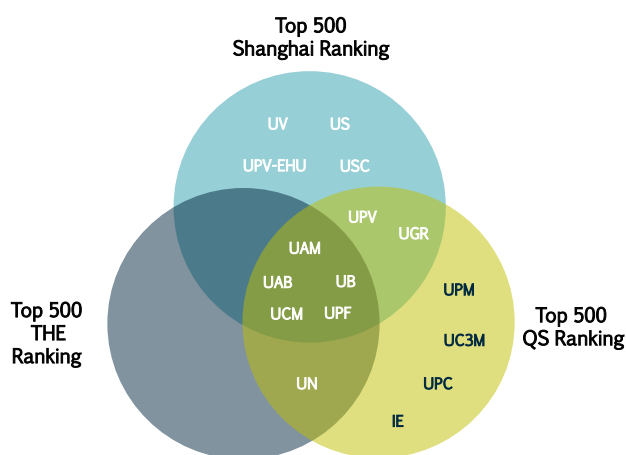 Top 500
Shanghai Ranking
UV US
UPV-EHU USC
UPV
UGR
UAM
UAB UB
UCM UPF
UPM
Top 500
THE
Ranking
Top 500
QS Ranking
UC3M
UN
UPC
IE